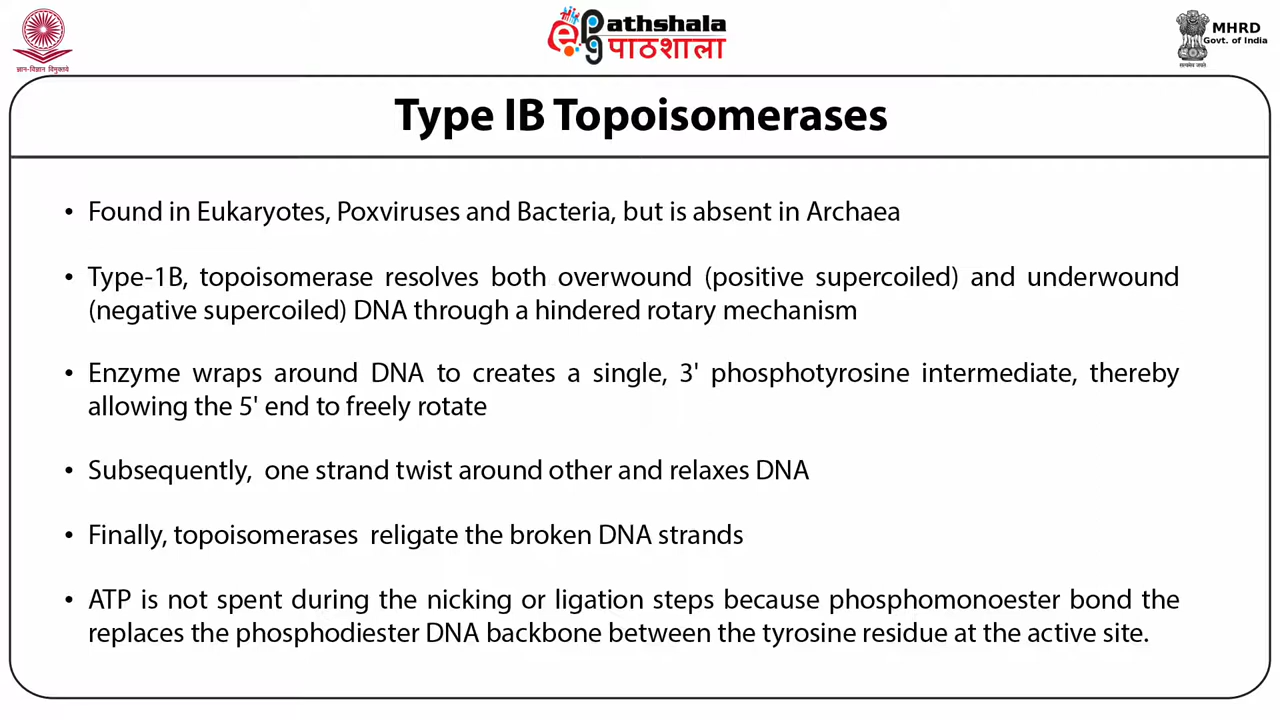 ज्ञान-विज्ञान विमुक्तये
ePathshala
पाठशाला
MHRD
Govt. of India
सत्यमेव जयते
Type IB Topoisomerases
• Found in Eukaryotes, Poxviruses and Bacteria, but is absent in Archaea
• Type-1B, topoisomerase resolves both overwound (positive supercoiled) and underwound
(negative supercoiled) DNA through a hindered rotary mechanism
• Enzyme wraps around DNA to creates a single, 3' phosphotyrosine intermediate, thereby
allowing the 5' end to freely rotate
• Subsequently, one strand twist around other and relaxes DNA
• Finally, topoisomerases religate the broken DNA strands
• ATP is not spent during the nicking or ligation steps because phosphomonoester bond the
replaces the phosphodiester DNA backbone between the tyrosine residue at the active site.